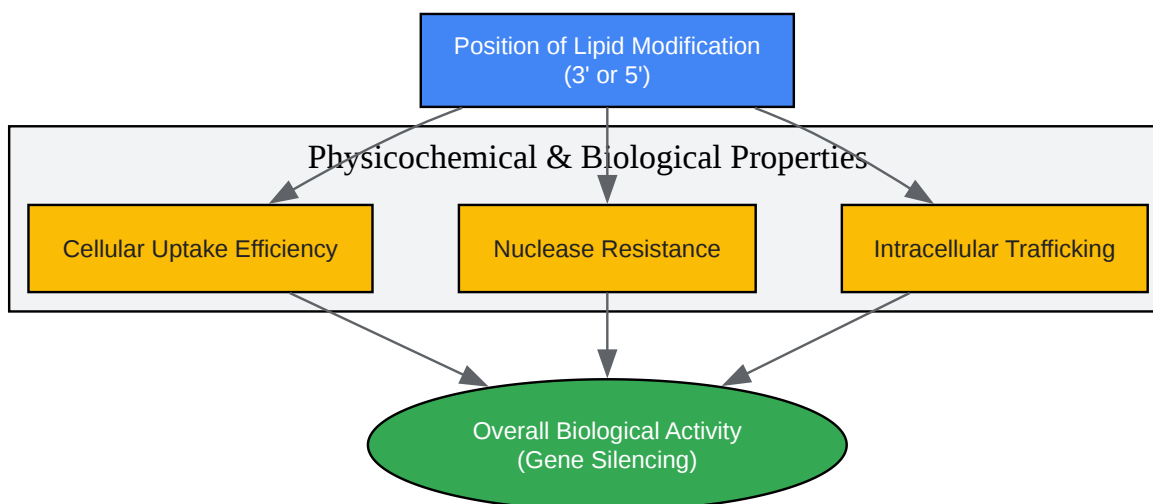 Position of Lipid Modification
(3' or 5')
Physicochemical & Biological Properties
Cellular Uptake Efficiency
Nuclease Resistance
Intracellular Trafficking
Overall Biological Activity
(Gene Silencing)